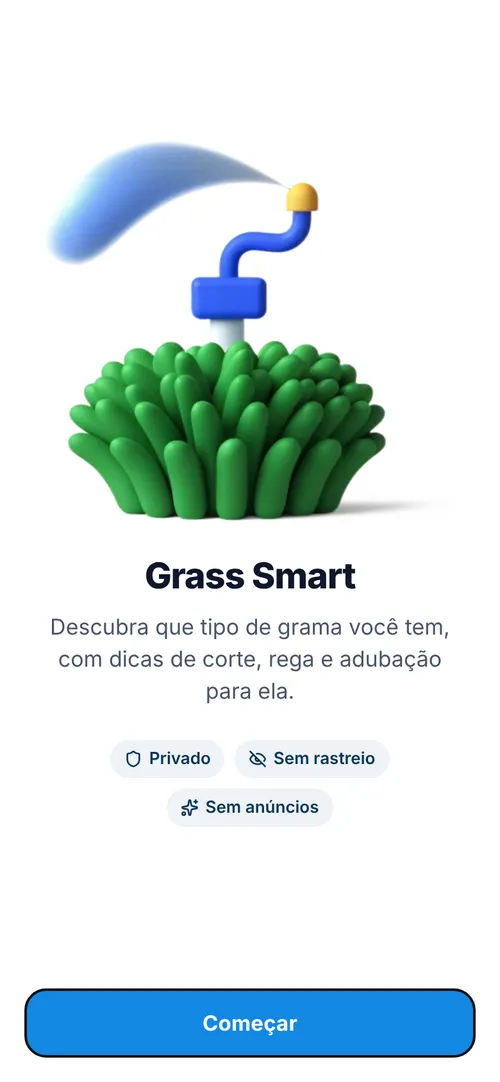 Grass Smart
Descubra que tipo de grama você tem,
com dicas de corte, rega e adubação
para ela.
Privado
Sem rastreio
Sem anúncios
Começar